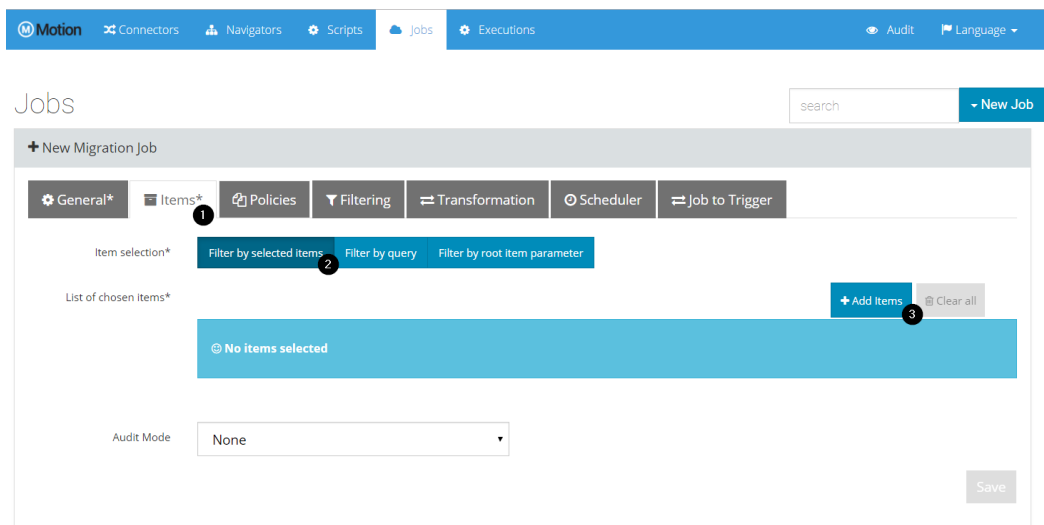 M Motion Connectors Navigators Scripts Jobs Executions Audit Language
Jobs
search New Job
New Migration Job
General* Items* Policies Filtering Transformation Scheduler Job to Trigger
1
Item selection* Filter by selected items Filter by query Filter by root item parameter
2
List of chosen items* Add Items Clear all
3
No items selected
Audit Mode None
Save